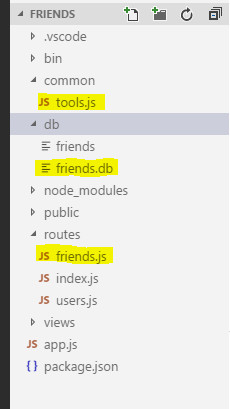 FRIENDS
.vscode
bin
common
JS tools.js
db
friends
friends.db
node_modules
public
routes
JS friends.js
JS index.js
JS users.js
views
JS app.js
{ } package.json